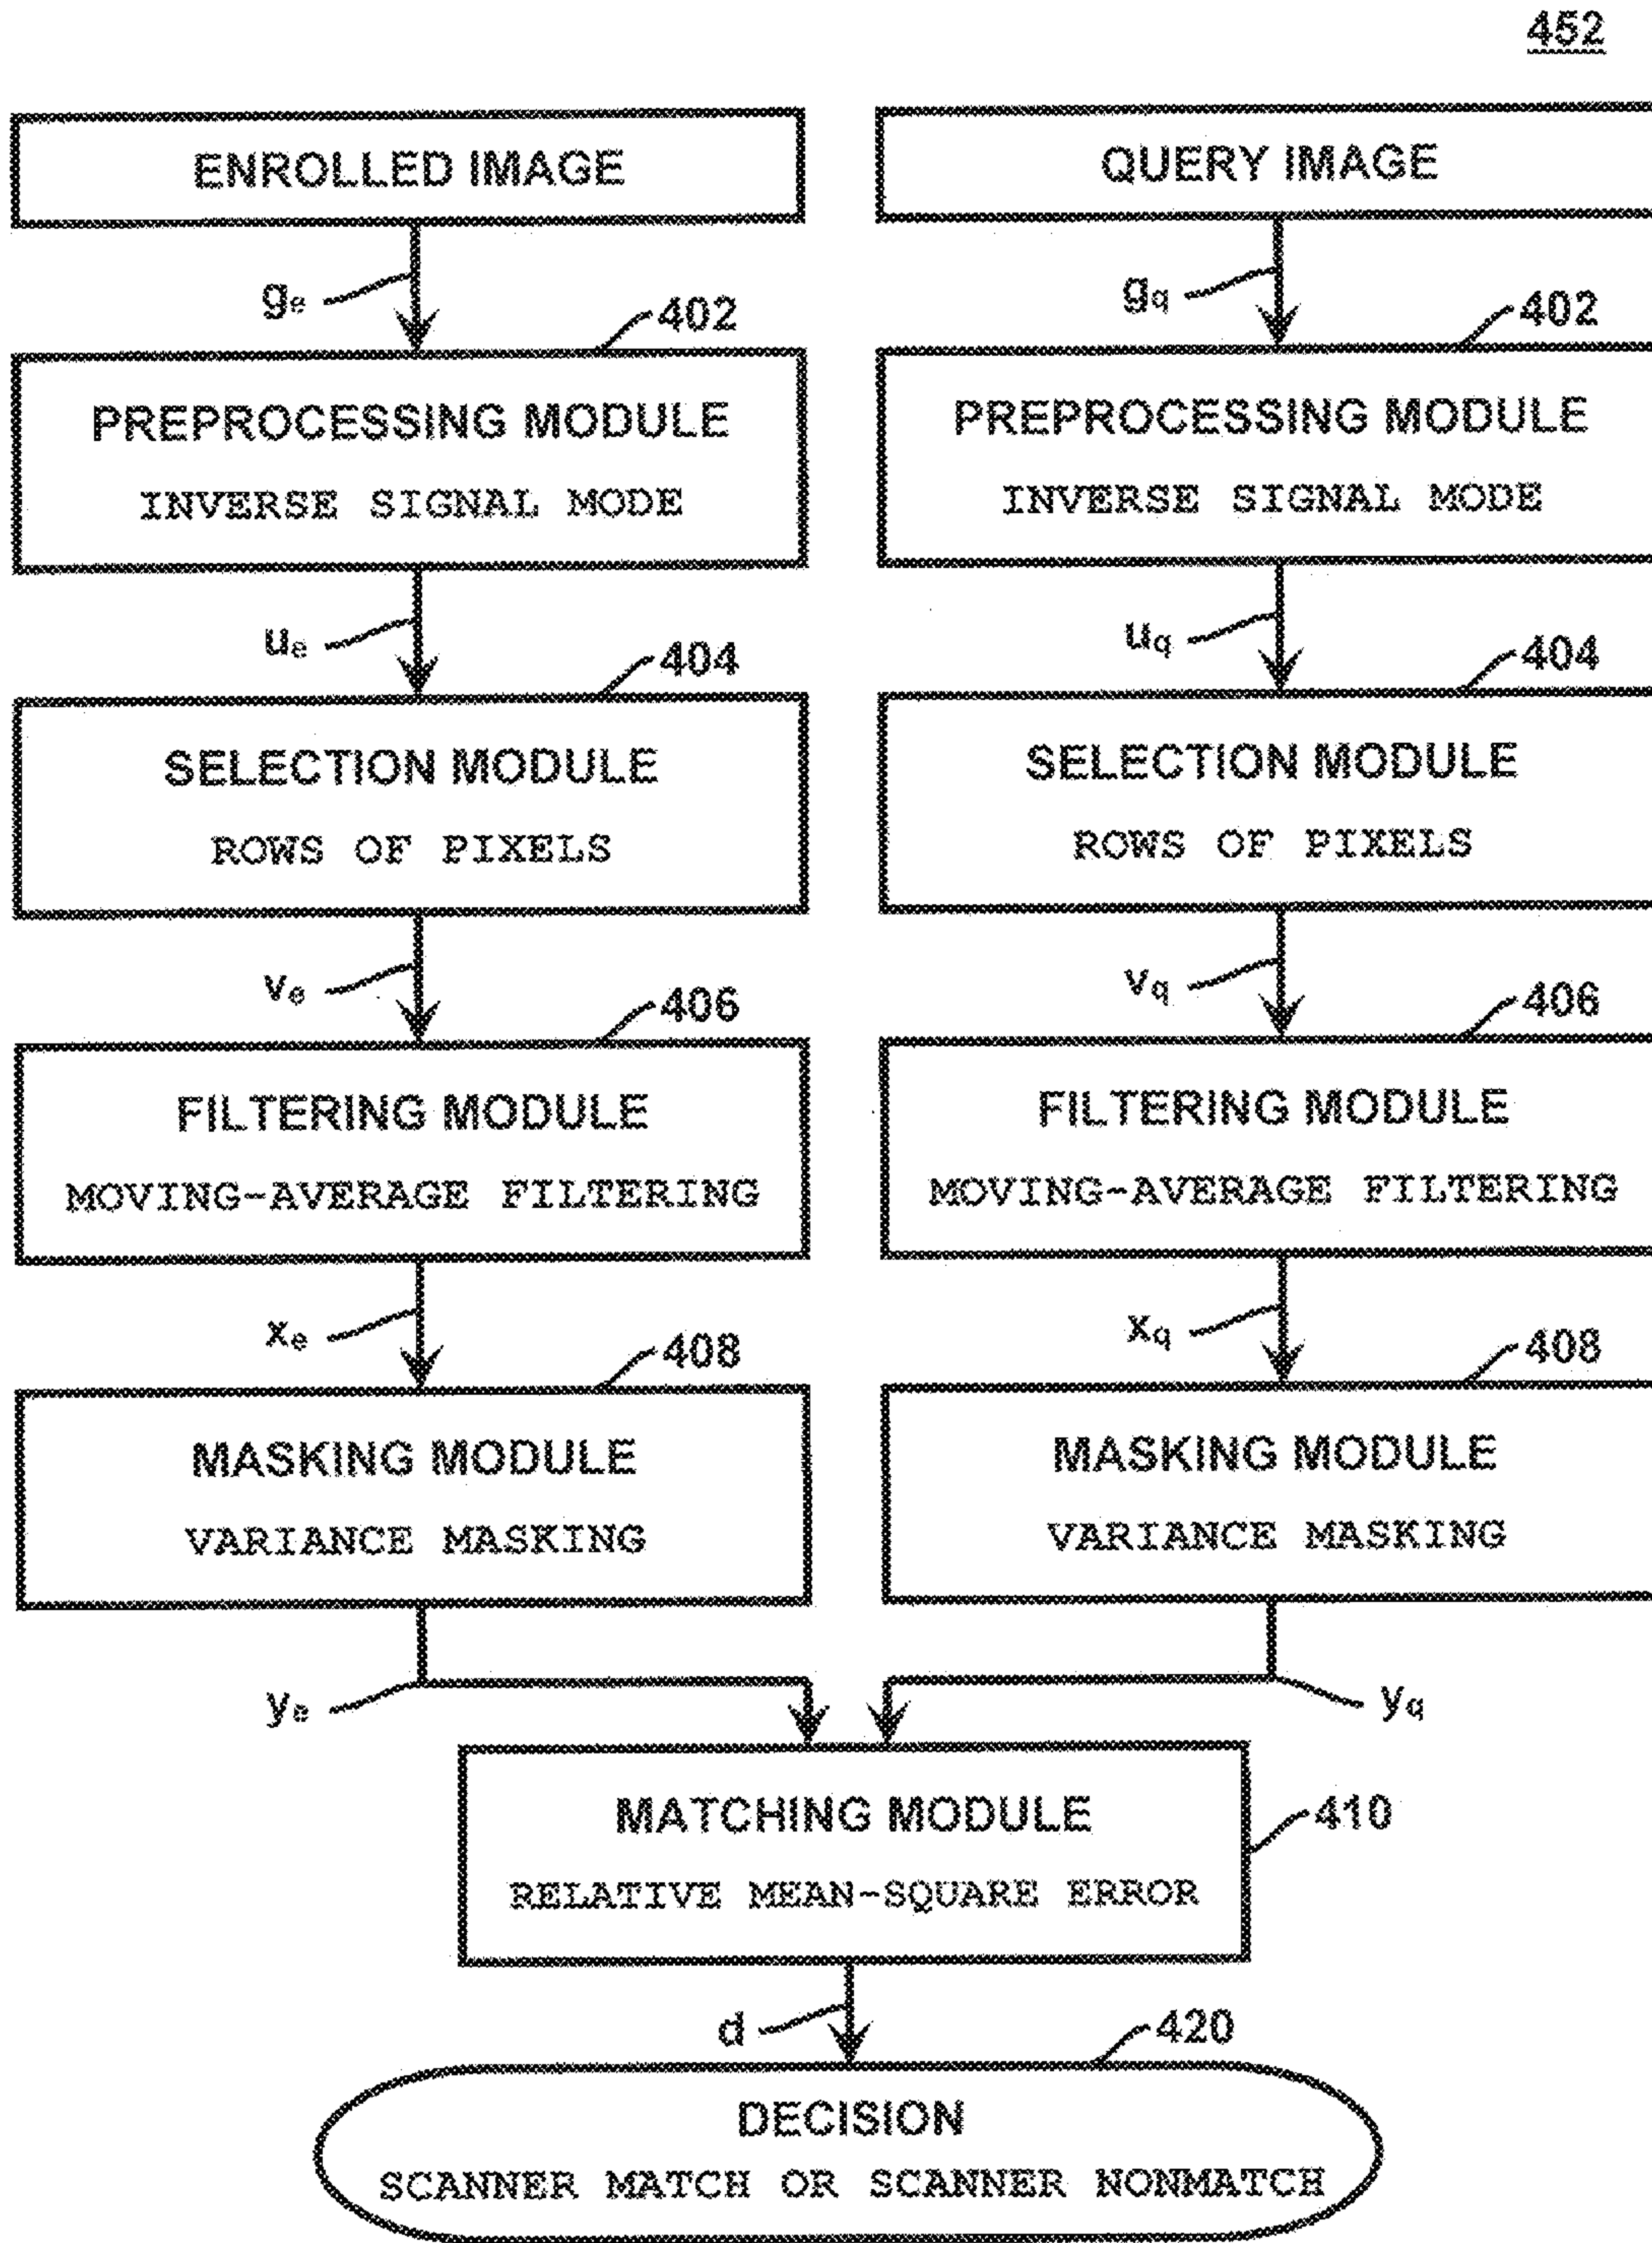 452
ENROLLED IMAGE
QUERY IMAGE
ge
gq
402
402
PREPROCESSING MODULE
INVERSE SIGNAL MODE
PREPROCESSING MODULE
INVERSE SIGNAL MODE
ue
uq
404
404
SELECTION MODULE
ROWS OF PIXELS
SELECTION MODULE
ROWS OF PIXELS
ve
vq
406
406
FILTERING MODULE
MOVING-AVERAGE FILTERING
FILTERING MODULE
MOVING-AVERAGE FILTERING
xe
xq
408
408
MASKING MODULE
VARIANCE MASKING
MASKING MODULE
VARIANCE MASKING
ye
yq
MATCHING MODULE
RELATIVE MEAN-SQUARE ERROR
410
d
420
DECISION
SCANNER MATCH OR SCANNER NONMATCH